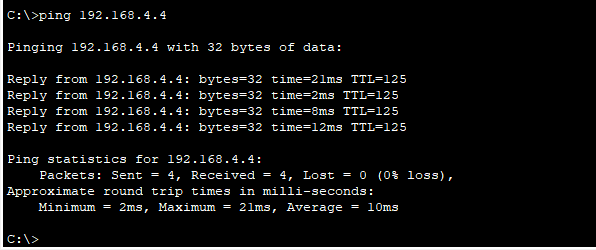 C:\>ping 192.168.4.4
Pinging 192.168.4.4 with 32 bytes of data:
Reply from 192.168.4.4: bytes=32 time=21ms TTL=125
Reply from 192.168.4.4: bytes=32 time=2ms TTL=125
Reply from 192.168.4.4: bytes=32 time=8ms TTL=125
Reply from 192.168.4.4: bytes=32 time=12ms TTL=125
Ping statistics for 192.168.4.4:
Packets: Sent = 4, Received = 4, Lost = 0 (0% loss),
Approximate round trip times in milli-seconds:
Minimum = 2ms, Maximum = 21ms, Average = 10ms
C:\>